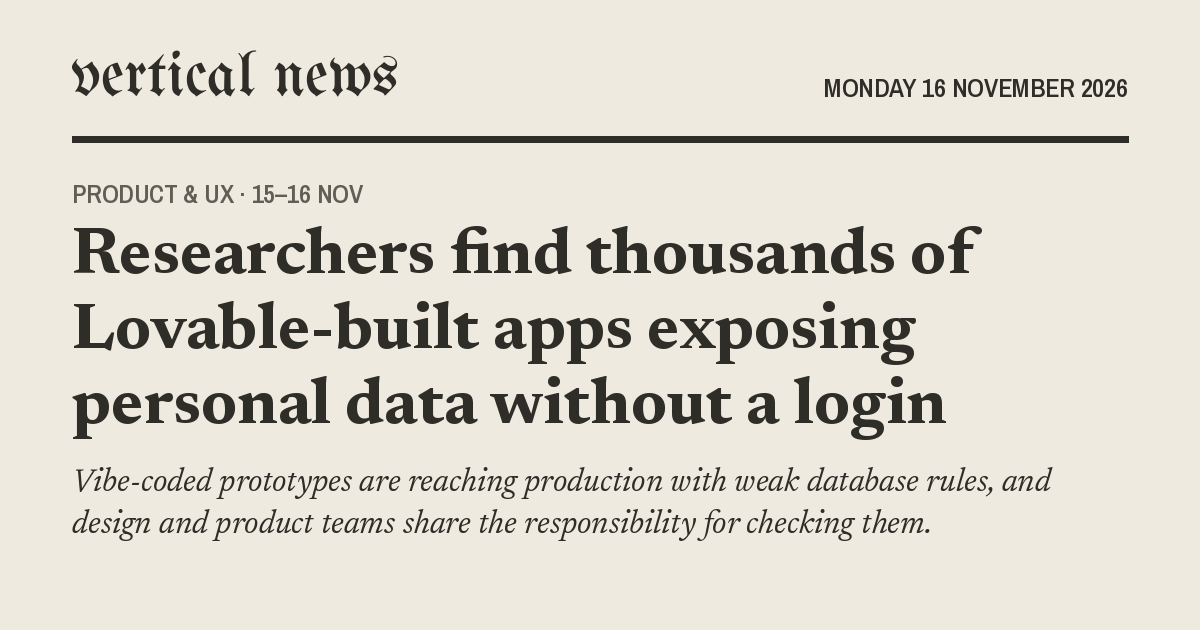 vertical news
MONDAY 16 NOVEMBER 2026
PRODUCT & UX · 15–16 NOV
Researchers find thousands of
Lovable-built apps exposing
personal data without a login
Vibe-coded prototypes are reaching production with weak database rules, and
design and product teams share the responsibility for checking them.